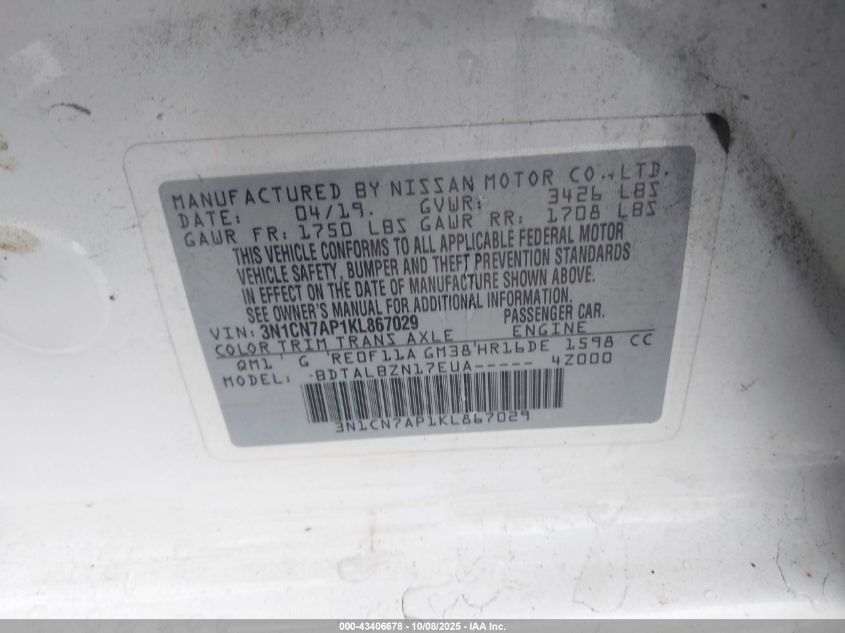 MANUFACTURED BY NISSAN MOTOR CO., LTD.
DATE: 04/19. GVWR: 3426 LBS
GAWR FR: 1750 LBS GAWR RR: 1708 LBS
THIS VEHICLE CONFORMS TO ALL APPLICABLE FEDERAL MOTOR
VEHICLE SAFETY, BUMPER AND THEFT PREVENTION STANDARDS
IN EFFECT ON THE DATE OF MANUFACTURE SHOWN ABOVE.
SEE OWNER'S MANUAL FOR ADDITIONAL INFORMATION.
VIN: 3N1CN7AP1KL867029 PASSENGER CAR.
COLOR TRIM TRANS AXLE ENGINE
QM1 G RE0F11A GM38 HR16DE 1598 CC
MODEL: BDTALBZN17EUA----- 4Z000
3N1CN7AP1KL867029
000-43406678 - 10/08/2025 - IAA Inc.